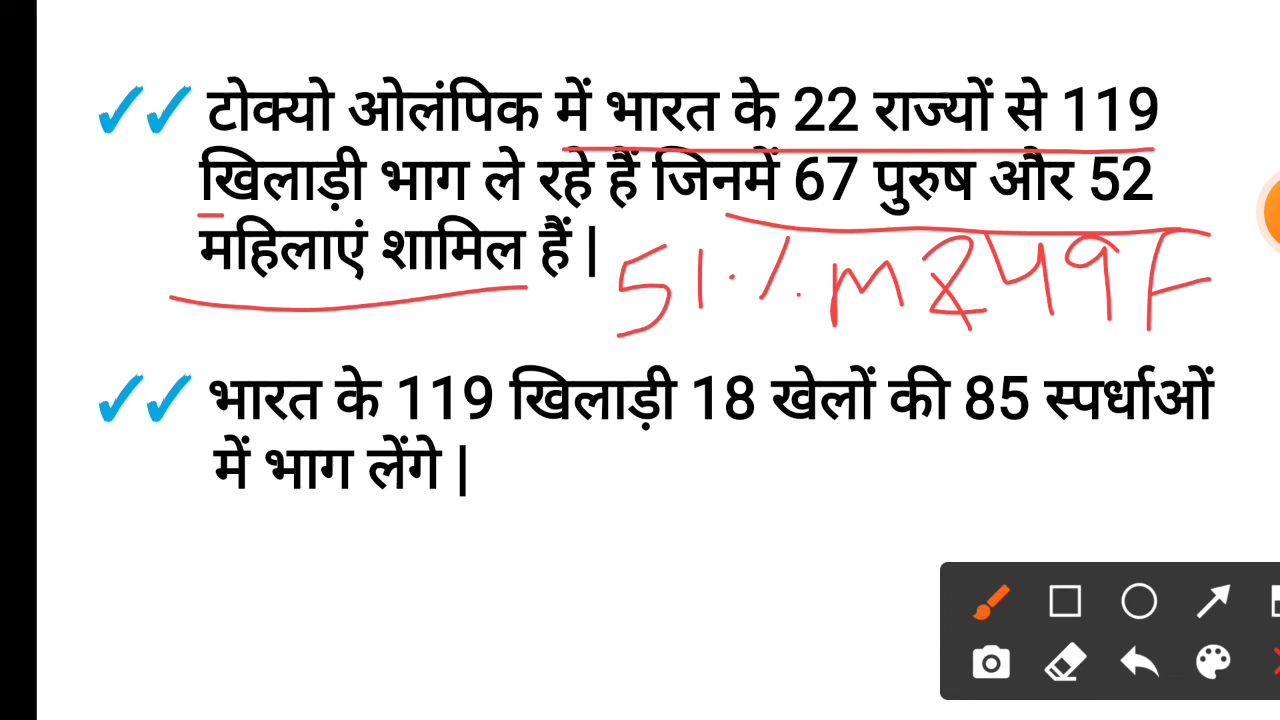 टोक्यो ओलंपिक में भारत के 22 राज्यों से 119
खिलाड़ी भाग ले रहे हैं जिनमें 67 पुरुष और 52
महिलाएं शामिल हैं |
51 % M & 49 F
भारत के 119 खिलाड़ी 18 खेलों की 85 स्पर्धाओं
में भाग लेंगे |